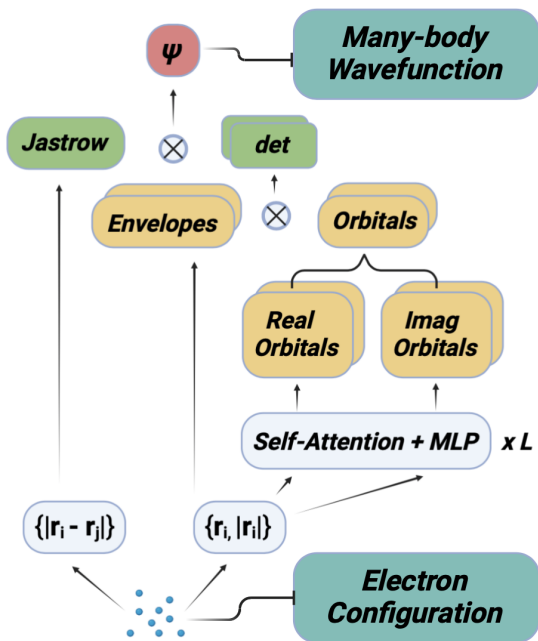 ψ
Many-body
Wavefunction
Jastrow
det
Envelopes
Orbitals
Real
Orbitals
Imag
Orbitals
Self-Attention + MLP x L
{|rᵢ - rⱼ|}
{rᵢ, |rᵢ|}
Electron
Configuration